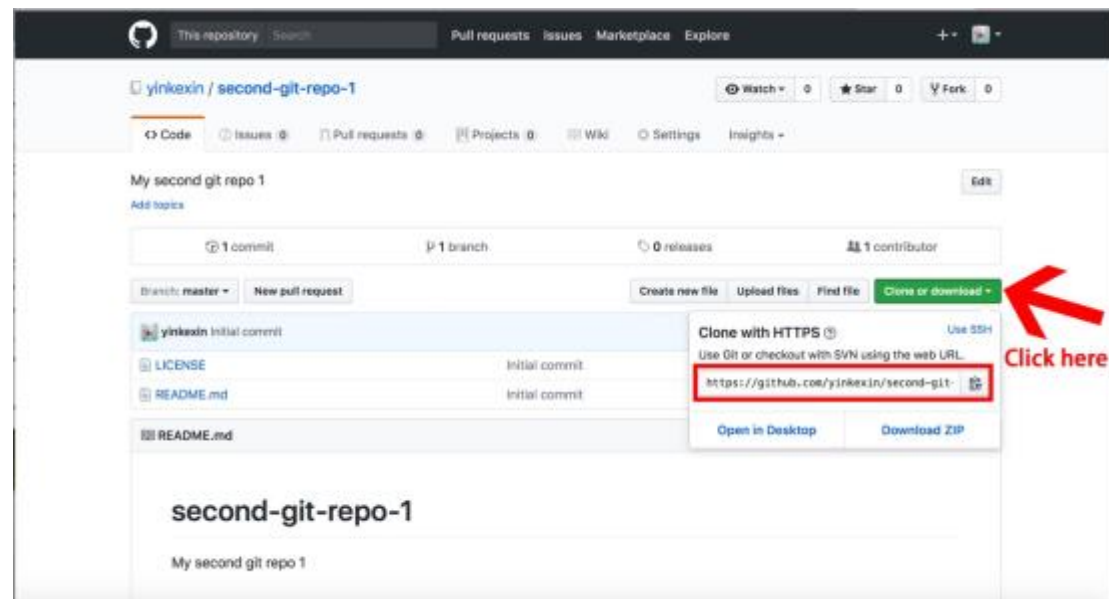 This repository Search Pull requests Issues Marketplace Explore
yinkexin / second-git-repo-1 Watch 0 Star 0 Fork 0
Code Issues 0 Pull requests 0 Projects 0 Wiki Settings Insights
My second git repo 1 Edit
Add topics
1 commit 1 branch 0 releases 1 contributor
Branch: master New pull request Create new file Upload files Find file Clone or download
yinkexin Initial commit
Clone with HTTPS Use SSH
Use Git or checkout with SVN using the web URL.
Click here
LICENSE Initial commit
https://github.com/yinkexin/second-git-
README.md Initial commit
Open in Desktop Download ZIP
README.md
second-git-repo-1
My second git repo 1